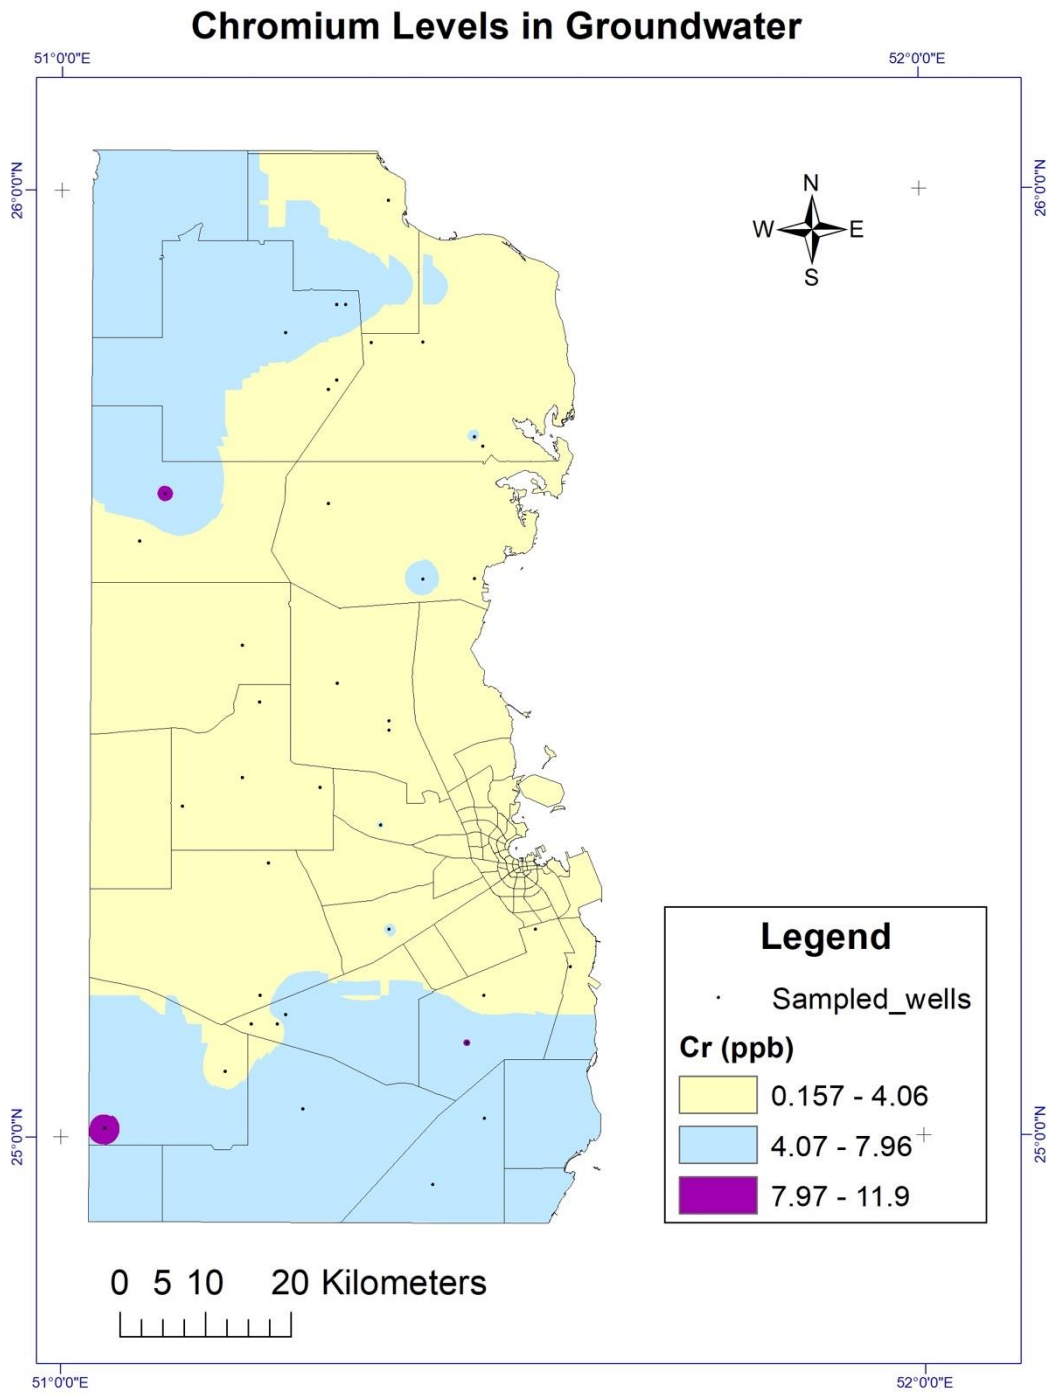 Chromium Levels in Groundwater
51°0'0"E
52°0'0"E
26°0'0"N
26°0'0"N
N
W
E
S
Legend
Sampled_wells
Cr (ppb)
0.157 - 4.06
4.07 - 7.96
7.97 - 11.9
25°0'0"N
25°0'0"N
0 5 10 20 Kilometers
51°0'0"E
52°0'0"E